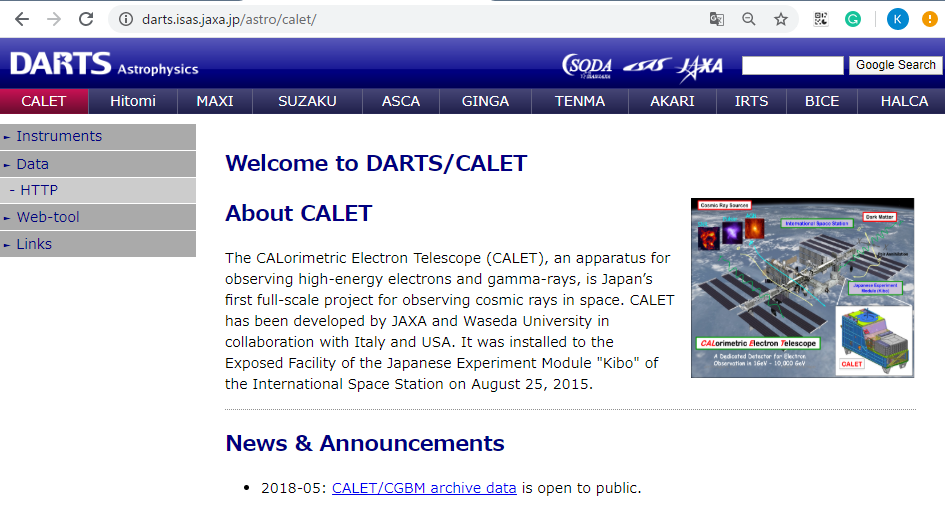 darts.isas.jaxa.jp/astro/calet/
K
DARTS Astrophysics
SODA
ISAS
JAXA
Google Search
CALET
Hitomi
MAXI
SUZAKU
ASCA
GINGA
TENMA
AKARI
IRTS
BICE
HALCA
► Instruments
► Data
- HTTP
► Web-tool
► Links
Welcome to DARTS/CALET
About CALET
The CALorimetric Electron Telescope (CALET), an apparatus for
observing high-energy electrons and gamma-rays, is Japan’s
first full-scale project for observing cosmic rays in space. CALET
has been developed by JAXA and Waseda University in
collaboration with Italy and USA. It was installed to the
Exposed Facility of the Japanese Experiment Module "Kibo" of
the International Space Station on August 25, 2015.
Cosmic Ray Sources
Dark Matter
International Space Station
Japanese Experiment
Module (Kibo)
CALorimetric Electron Telescope
A Dedicated Detector for Electron
Observation in 1GeV - 10,000 GeV
CALET
News & Announcements
• 2018-05: CALET/CGBM archive data is open to public.